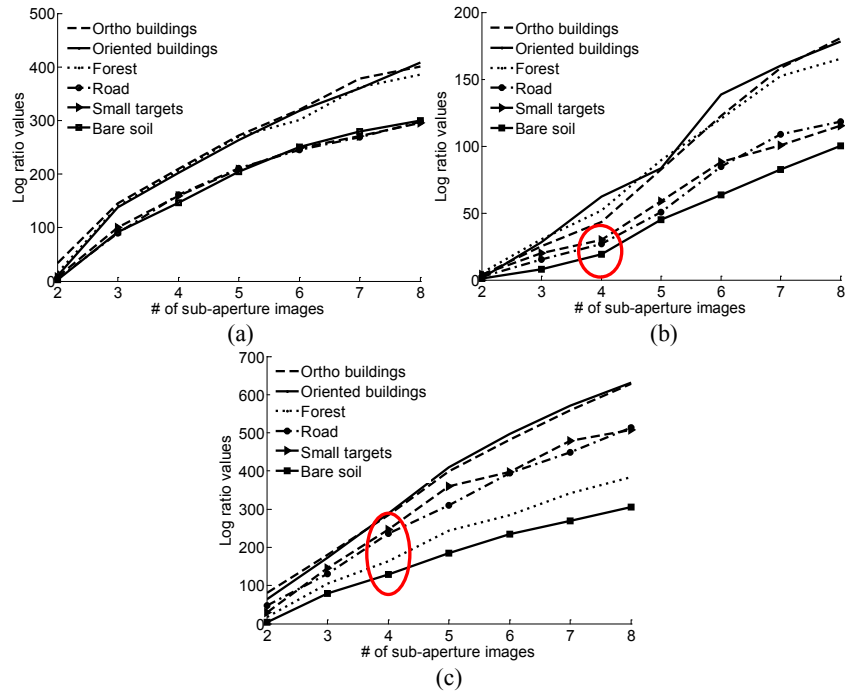 500
400
300
200
100
0
Log ratio values
Ortho buildings
Oriented buildings
Forest
Road
Small targets
Bare soil
2 3 4 5 6 7 8
# of sub-aperture images
(a)
200
150
100
50
0
Log ratio values
Ortho buildings
Oriented buildings
Forest
Road
Small targets
Bare soil
2 3 4 5 6 7 8
# of sub-aperture images
(b)
700
600
500
400
300
200
100
0
Log ratio values
Ortho buildings
Oriented buildings
Forest
Road
Small targets
Bare soil
2 3 4 5 6 7 8
# of sub-aperture images
(c)